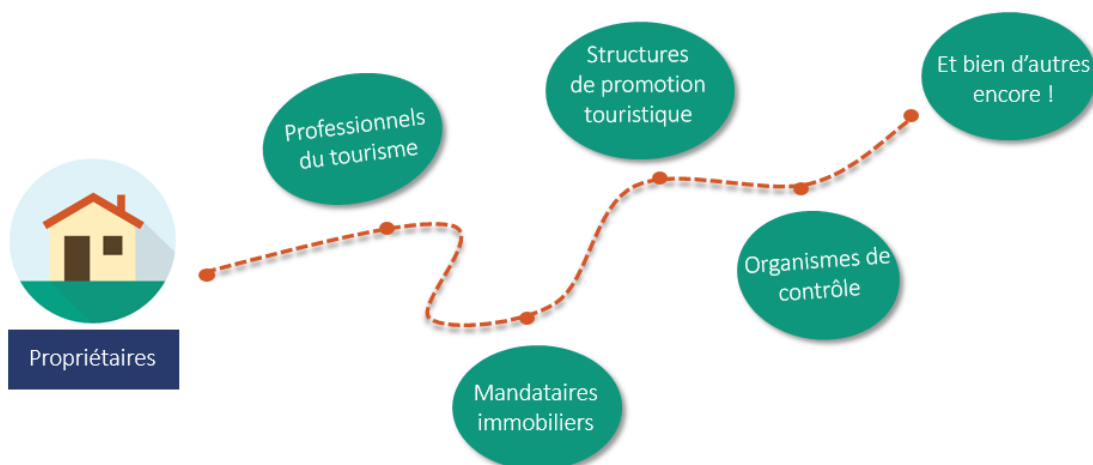 Propriétaires
Professionnels
du tourisme
Mandataires
immobiliers
Structures
de promotion
touristique
Organismes de
contrôle
Et bien d’autres
encore !